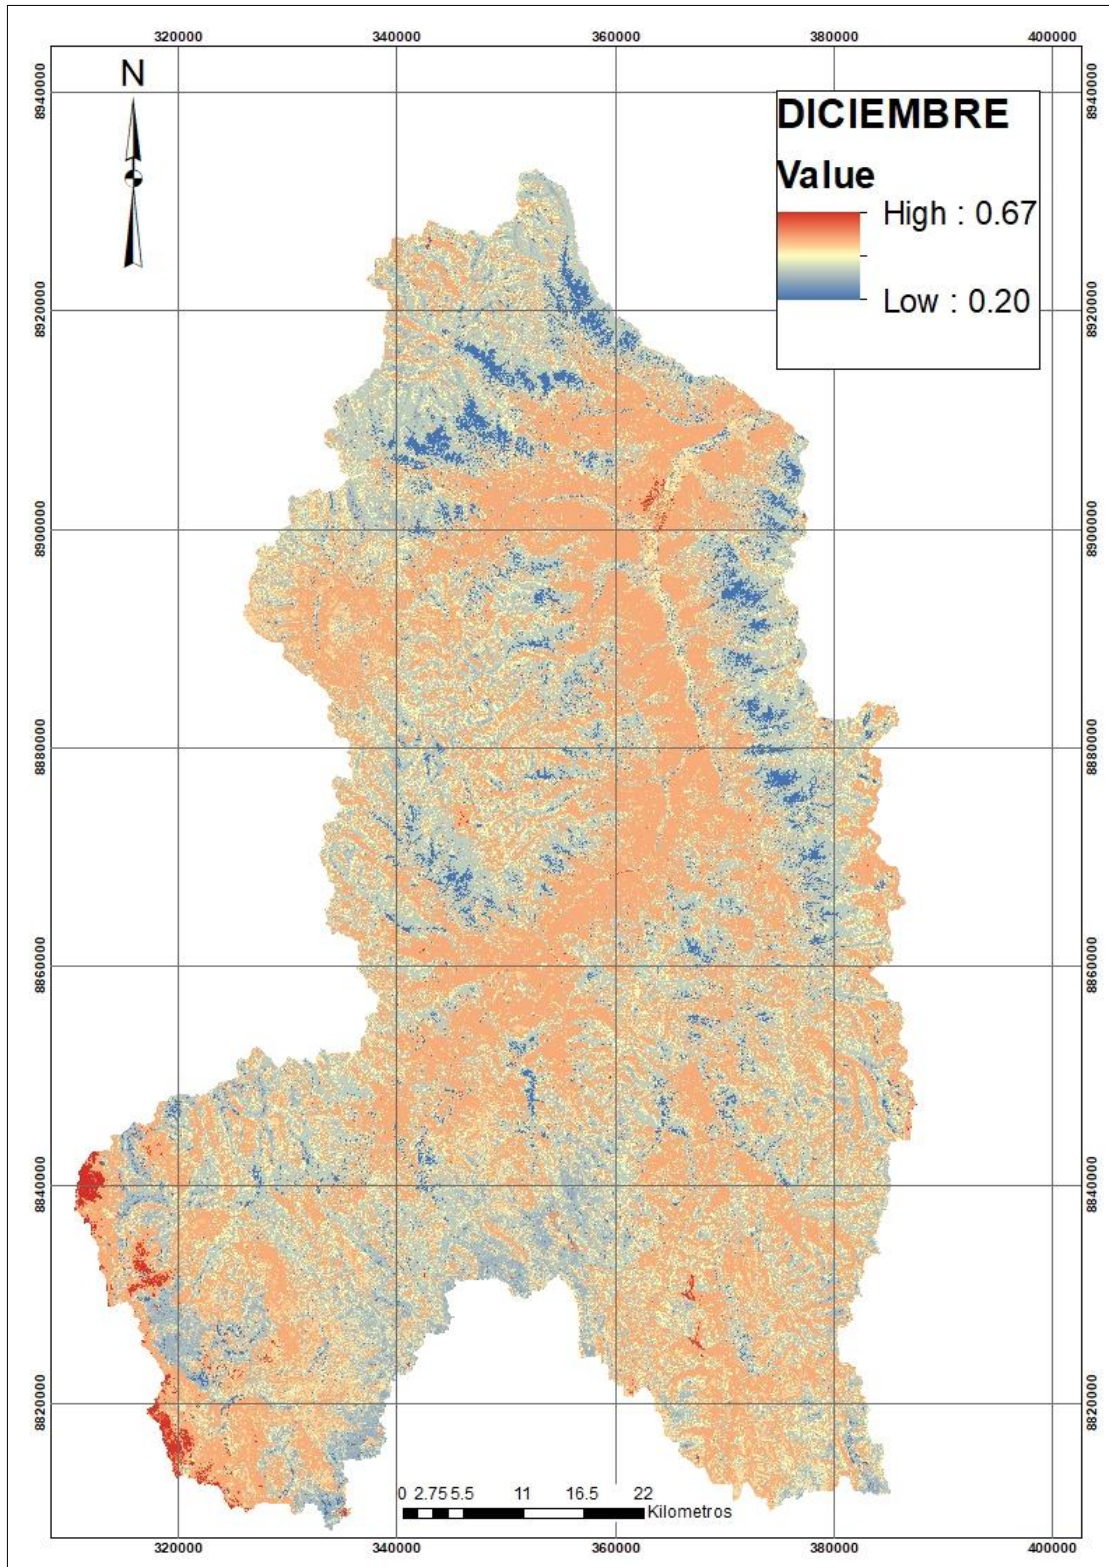 320000 340000 360000 380000 400000
N
DICIEMBRE
Value
High : 0.67
Low : 0.20
8940000 8940000
8920000 8920000
8900000 8900000
8880000 8880000
8860000 8860000
8840000 8840000
8820000 8820000
0 2.75 5.5 11 16.5 22
Kilometros
320000 340000 360000 380000 400000